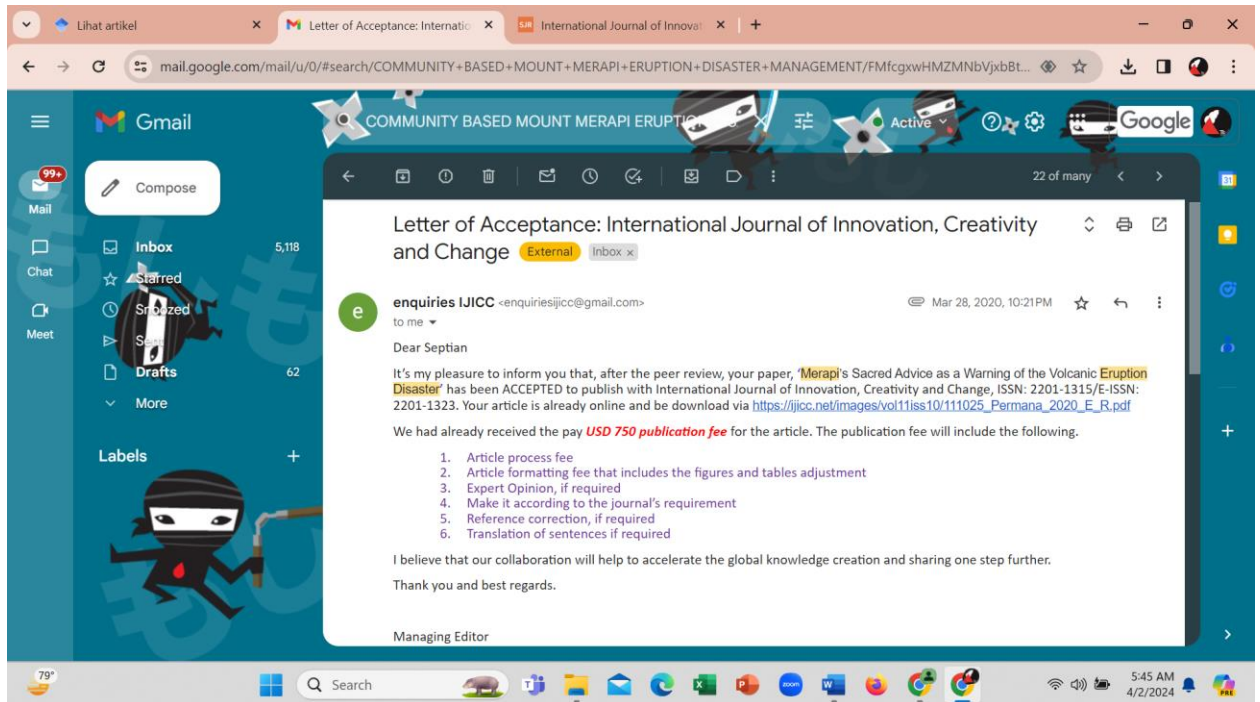 Lihat artikel
Letter of Acceptance: Internatio
SJR International Journal of Innovat
mail.google.com/mail/u/0/#search/COMMUNITY+BASED+MOUNT+MERAPI+ERUPTION+DISASTER+MANAGEMENT/FMfcgxwHMZMNbVjxbBt...
Gmail
COMMUNITY BASED MOUNT MERAPI ERUPTIO
Active
Google
99+
Mail
Chat
Meet
Compose
Inbox 5,118
Starred
Snoozed
Sent
Drafts 62
More
Labels
22 of many
31
Letter of Acceptance: International Journal of Innovation, Creativity
and Change External Inbox x
e
enquiries IJICC <enquiriesijicc@gmail.com> Mar 28, 2020, 10:21 PM
to me
Dear Septian
It's my pleasure to inform you that, after the peer review, your paper, 'Merapi's Sacred Advice as a Warning of the Volcanic Eruption
Disaster' has been ACCEPTED to publish with International Journal of Innovation, Creativity and Change, ISSN: 2201-1315/E-ISSN:
2201-1323. Your article is already online and be download via https://ijicc.net/images/vol11iss10/111025_Permana_2020_E_R.pdf
We had already received the pay USD 750 publication fee for the article. The publication fee will include the following.
1. Article process fee
2. Article formatting fee that includes the figures and tables adjustment
3. Expert Opinion, if required
4. Make it according to the journal's requirement
5. Reference correction, if required
6. Translation of sentences if required
I believe that our collaboration will help to accelerate the global knowledge creation and sharing one step further.
Thank you and best regards.
Managing Editor
79°
Search
zoom
5:45 AM
4/2/2024
PRE